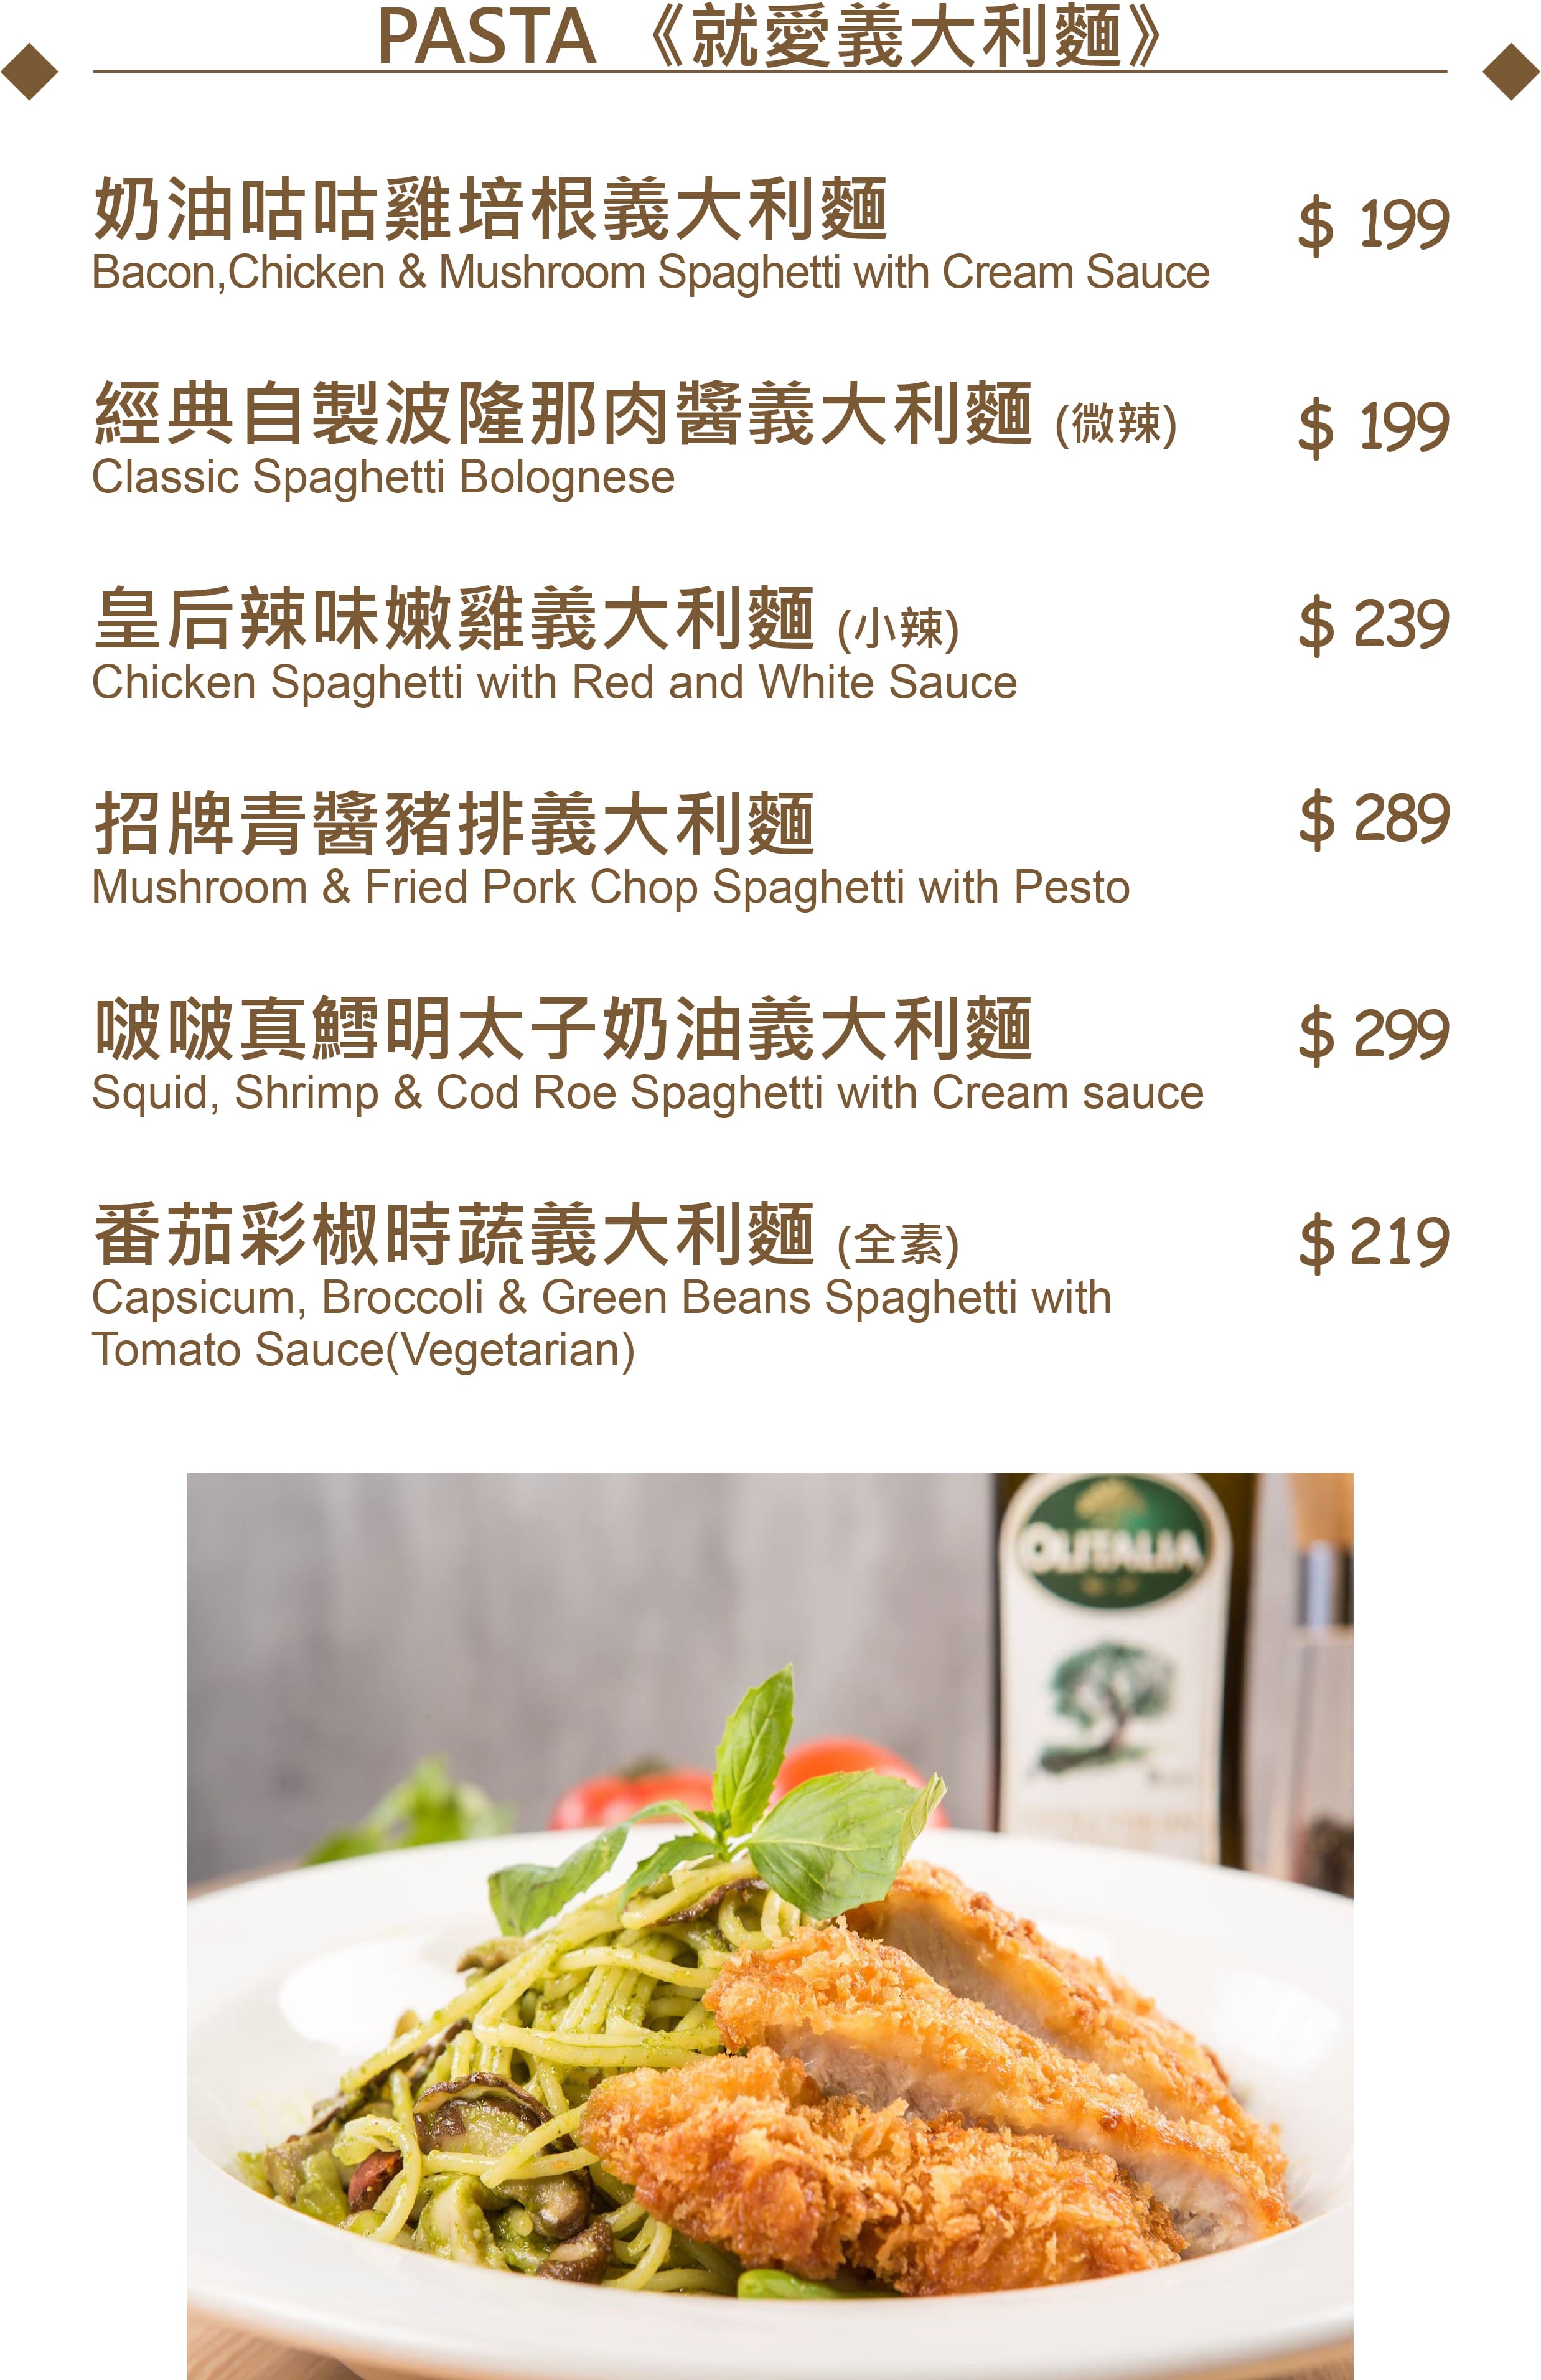 PASTA 《就愛義大利麵》
奶油咕咕雞培根義大利麵
$ 199
Bacon,Chicken & Mushroom Spaghetti with Cream Sauce
經典自製波隆那肉醬義大利麵 (微辣)
$ 199
Classic Spaghetti Bolognese
皇后辣味嫩雞義大利麵 (小辣)
$ 239
Chicken Spaghetti with Red and White Sauce
招牌青醬豬排義大利麵
$ 289
Mushroom & Fried Pork Chop Spaghetti with Pesto
啵啵真鱈明太子奶油義大利麵
$ 299
Squid, Shrimp & Cod Roe Spaghetti with Cream sauce
番茄彩椒時蔬義大利麵 (全素)
$ 219
Capsicum, Broccoli & Green Beans Spaghetti with
Tomato Sauce(Vegetarian)
OLITALIA